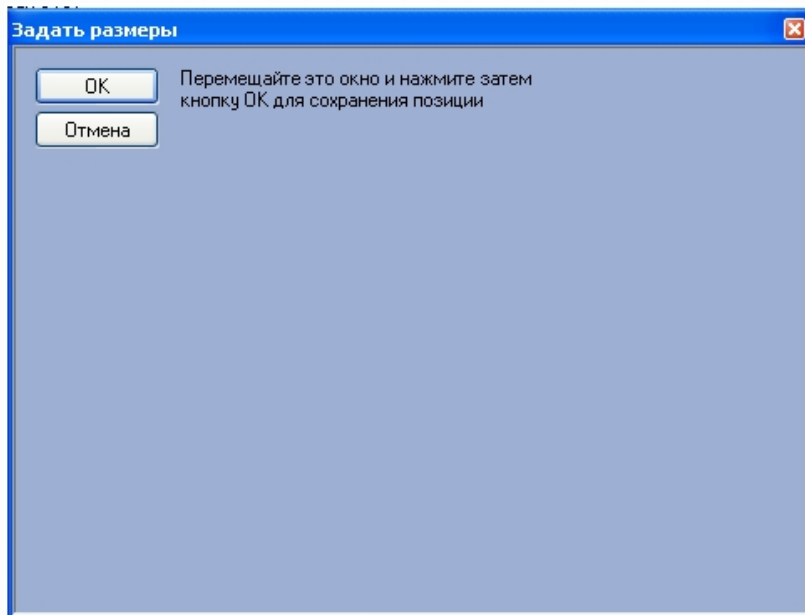 Задать размеры
OK
Перемещайте это окно и нажмите затем
кнопку OK для сохранения позиции
Отмена